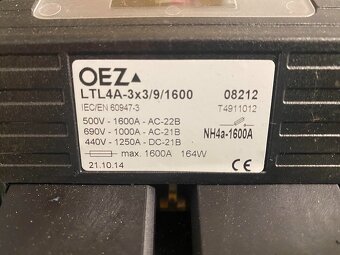 OEZ
LTL4A-3x3/9/1600 08212
IEC/EN 60947-3 T4911012
500V - 1600A - AC-22B
690V - 1000A - AC-21B
440V - 1250A - DC-21B
NH4a-1600A
max. 1600A 164W
21.10.14 CE